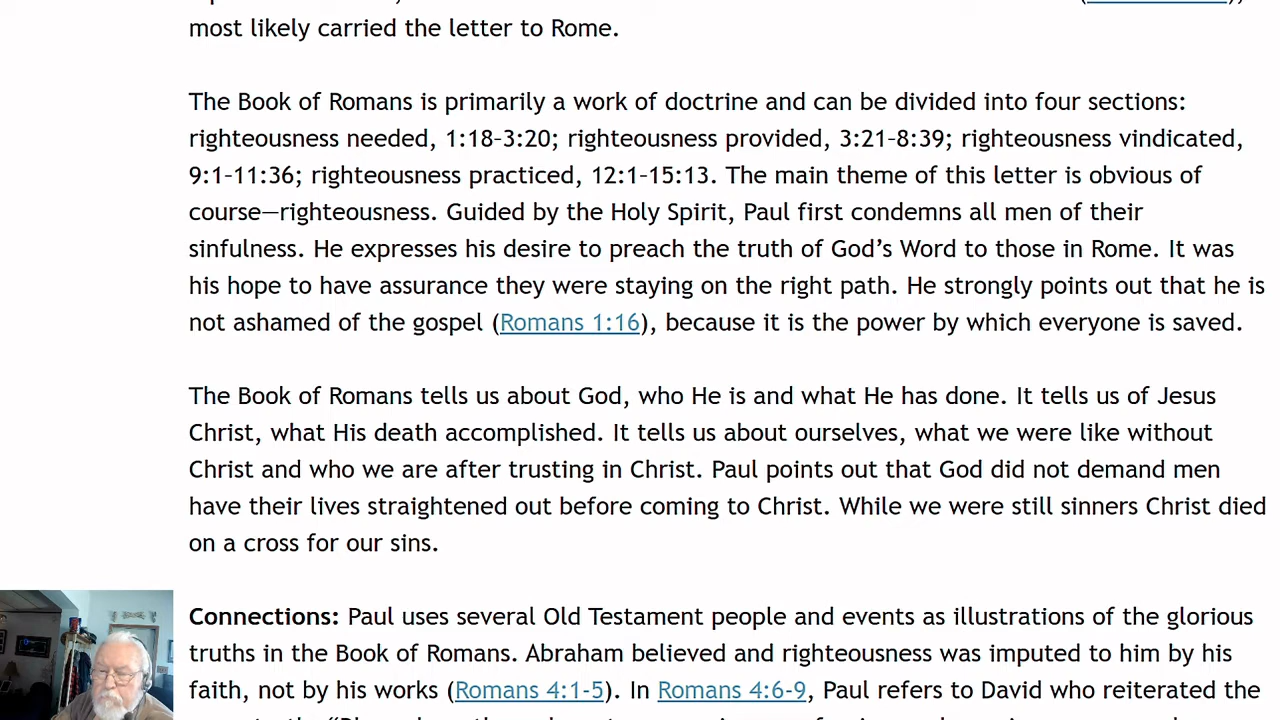 most likely carried the letter to Rome.
The Book of Romans is primarily a work of doctrine and can be divided into four sections:
righteousness needed, 1:18–3:20; righteousness provided, 3:21–8:39; righteousness vindicated,
9:1–11:36; righteousness practiced, 12:1–15:13. The main theme of this letter is obvious of
course—righteousness. Guided by the Holy Spirit, Paul first condemns all men of their
sinfulness. He expresses his desire to preach the truth of God’s Word to those in Rome. It was
his hope to have assurance they were staying on the right path. He strongly points out that he is
not ashamed of the gospel (Romans 1:16), because it is the power by which everyone is saved.
The Book of Romans tells us about God, who He is and what He has done. It tells us of Jesus
Christ, what His death accomplished. It tells us about ourselves, what we were like without
Christ and who we are after trusting in Christ. Paul points out that God did not demand men
have their lives straightened out before coming to Christ. While we were still sinners Christ died
on a cross for our sins.
Connections: Paul uses several Old Testament people and events as illustrations of the glorious
truths in the Book of Romans. Abraham believed and righteousness was imputed to him by his
faith, not by his works (Romans 4:1-5). In Romans 4:6-9, Paul refers to David who reiterated the